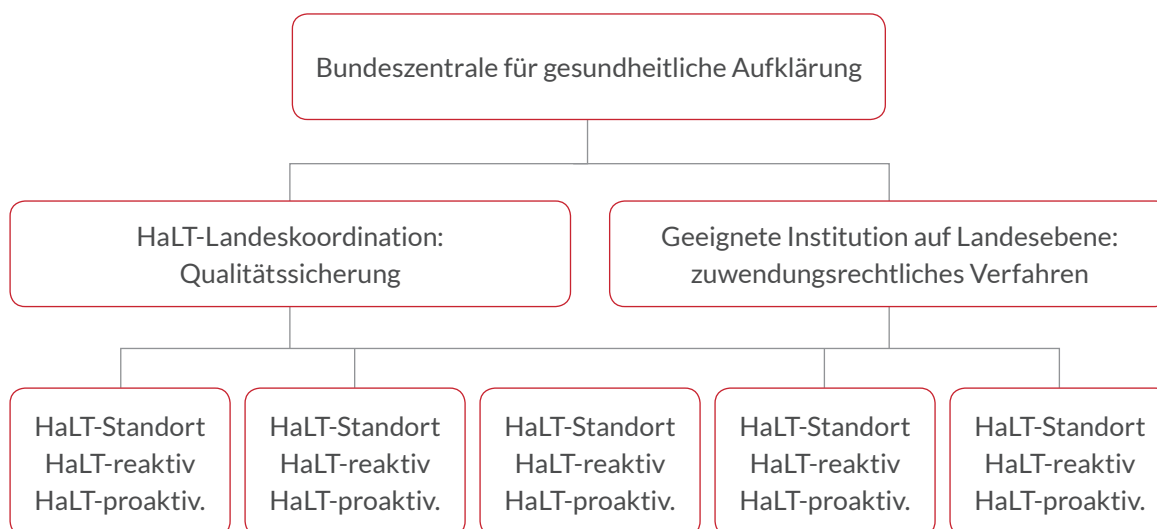 Bundeszentrale für gesundheitliche Aufklärung
HaLT-Landeskoordination:
Qualitätssicherung
Geeignete Institution auf Landesebene:
zuwendungsrechtliches Verfahren
HaLT-Standort
HaLT-reaktiv
HaLT-proaktiv.
HaLT-Standort
HaLT-reaktiv
HaLT-proaktiv.
HaLT-Standort
HaLT-reaktiv
HaLT-proaktiv.
HaLT-Standort
HaLT-reaktiv
HaLT-proaktiv.
HaLT-Standort
HaLT-reaktiv
HaLT-proaktiv.